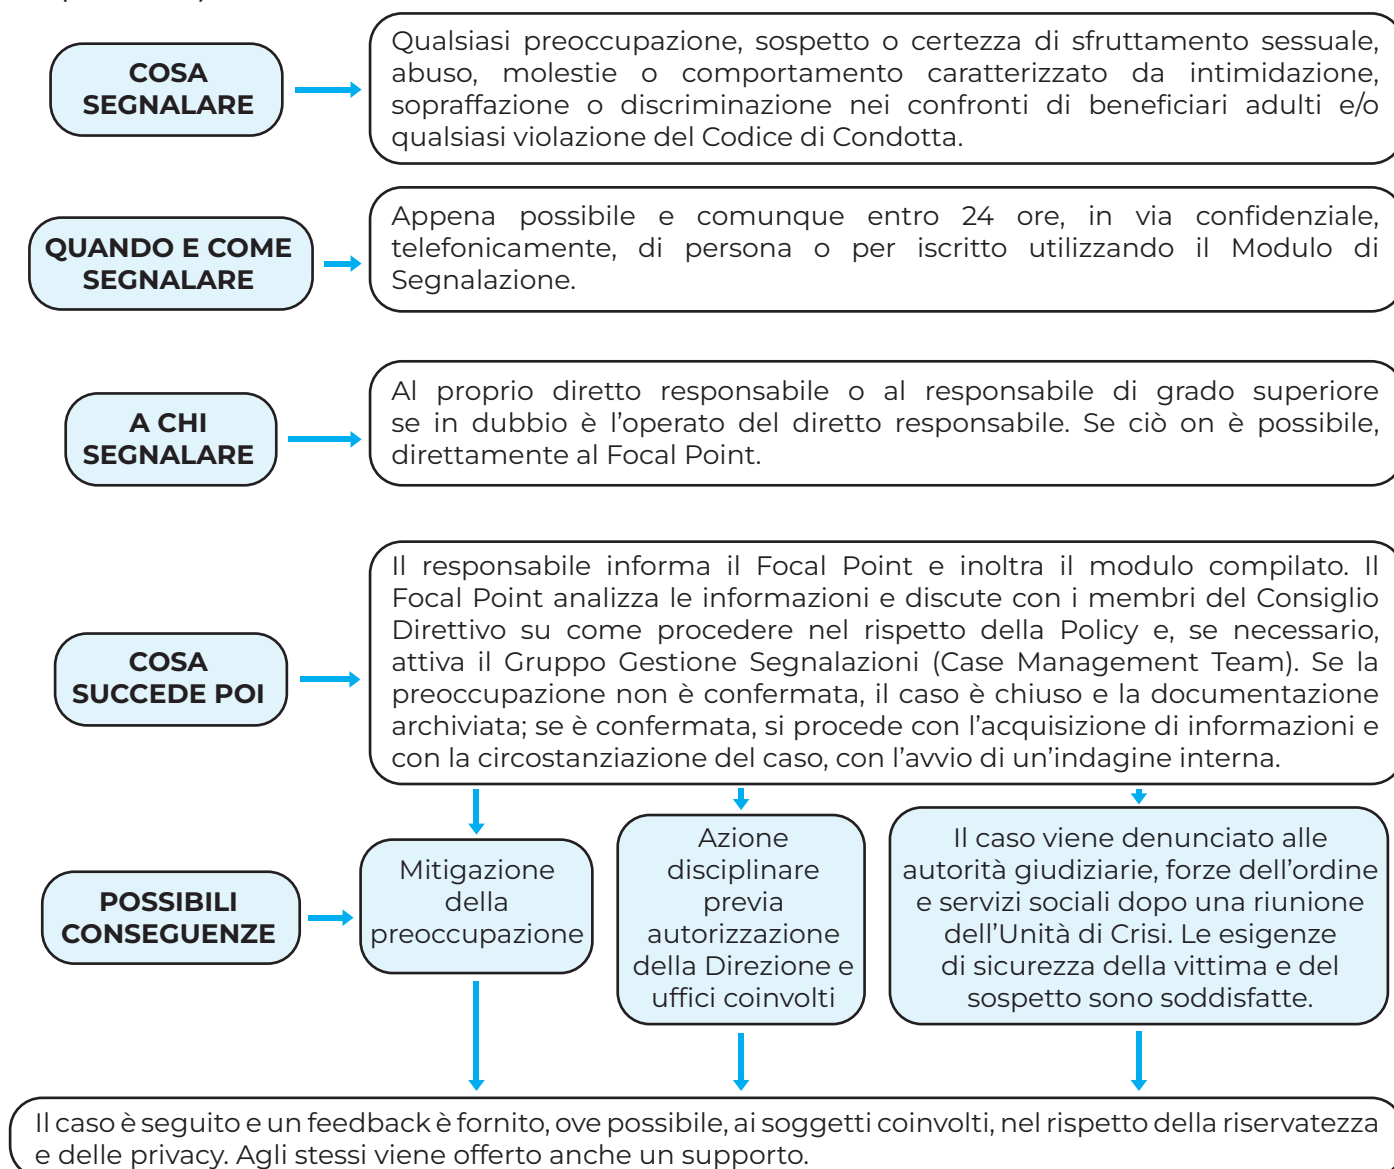 COSA
SEGNALARE
Qualsiasi preoccupazione, sospetto o certezza di sfruttamento sessuale,
abuso, molestie o comportamento caratterizzato da intimidazione,
sopraffazione o discriminazione nei confronti di beneficiari adulti e/o
qualsiasi violazione del Codice di Condotta.
QUANDO E COME
SEGNALARE
Appena possibile e comunque entro 24 ore, in via confidenziale,
telefonicamente, di persona o per iscritto utilizzando il Modulo di
Segnalazione.
A CHI
SEGNALARE
Al proprio diretto responsabile o al responsabile di grado superiore
se in dubbio è l’operato del diretto responsabile. Se ciò on è possibile,
direttamente al Focal Point.
COSA
SUCCEDE POI
Il responsabile informa il Focal Point e inoltra il modulo compilato. Il
Focal Point analizza le informazioni e discute con i membri del Consiglio
Direttivo su come procedere nel rispetto della Policy e, se necessario,
attiva il Gruppo Gestione Segnalazioni (Case Management Team). Se la
preoccupazione non è confermata, il caso è chiuso e la documentazione
archiviata; se è confermata, si procede con l’acquisizione di informazioni e
con la circostanziazione del caso, con l’avvio di un’indagine interna.
POSSIBILI
CONSEGUENZE
Mitigazione
della
preoccupazione
Azione
disciplinare
previa
autorizzazione
della Direzione e
uffici coinvolti
Il caso viene denunciato alle
autorità giudiziarie, forze dell’ordine
e servizi sociali dopo una riunione
dell’Unità di Crisi. Le esigenze
di sicurezza della vittima e del
sospetto sono soddisfatte.
Il caso è seguito e un feedback è fornito, ove possibile, ai soggetti coinvolti, nel rispetto della riservatezza
e delle privacy. Agli stessi viene offerto anche un supporto.